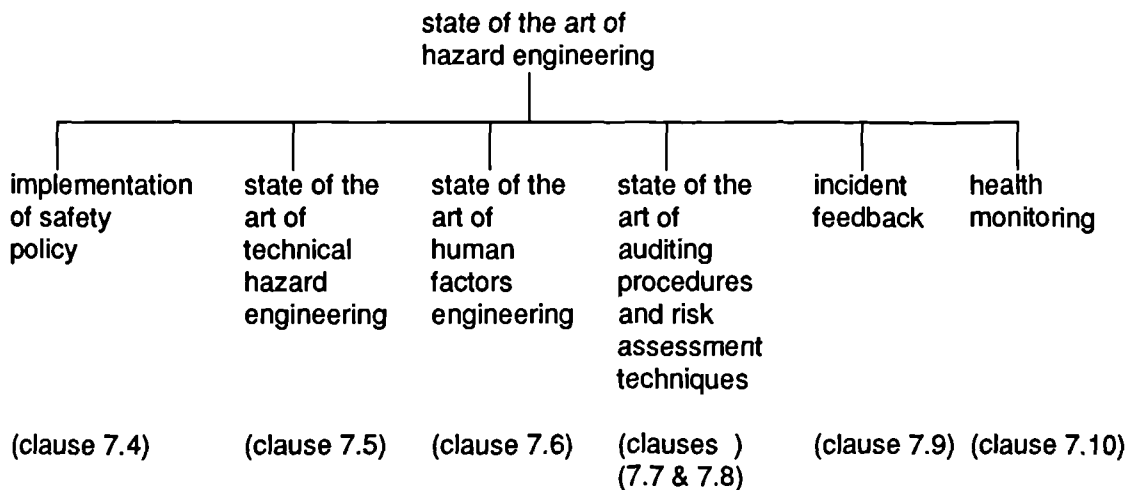 state of the art of
hazard engineering
implementation
of safety
policy
(clause 7.4)
state of the
art of
technical
hazard
engineering
(clause 7.5)
state of the
art of
human
factors
engineering
(clause 7.6)
state of the
art of
auditing
procedures
and risk
assessment
techniques
(clauses )
(7.7 & 7.8)
incident
feedback
(clause 7.9)
health
monitoring
(clause 7.10)